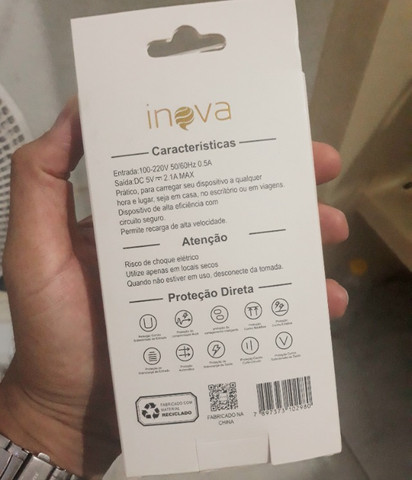 inova
Características
Entrada:100-220V 50/60Hz 0.5A
Saída:DC 5V = 2.1A MAX
Prático, para carregar seu dispositivo a qualquer
hora e lugar, seja em casa, no escritório ou em viagens.
Dispositivo de alta eficiência com
circuito seguro.
Permite recarga de alta velocidade.
Atenção
Risco de choque elétrico
Utilize apenas em locais secos
Quando não estiver em uso, desconecte da tomada.
Proteção Direta
FABRICADO COM
MATERIAL
RECICLADO
FABRICADO NA
CHINA
7 897373 102980